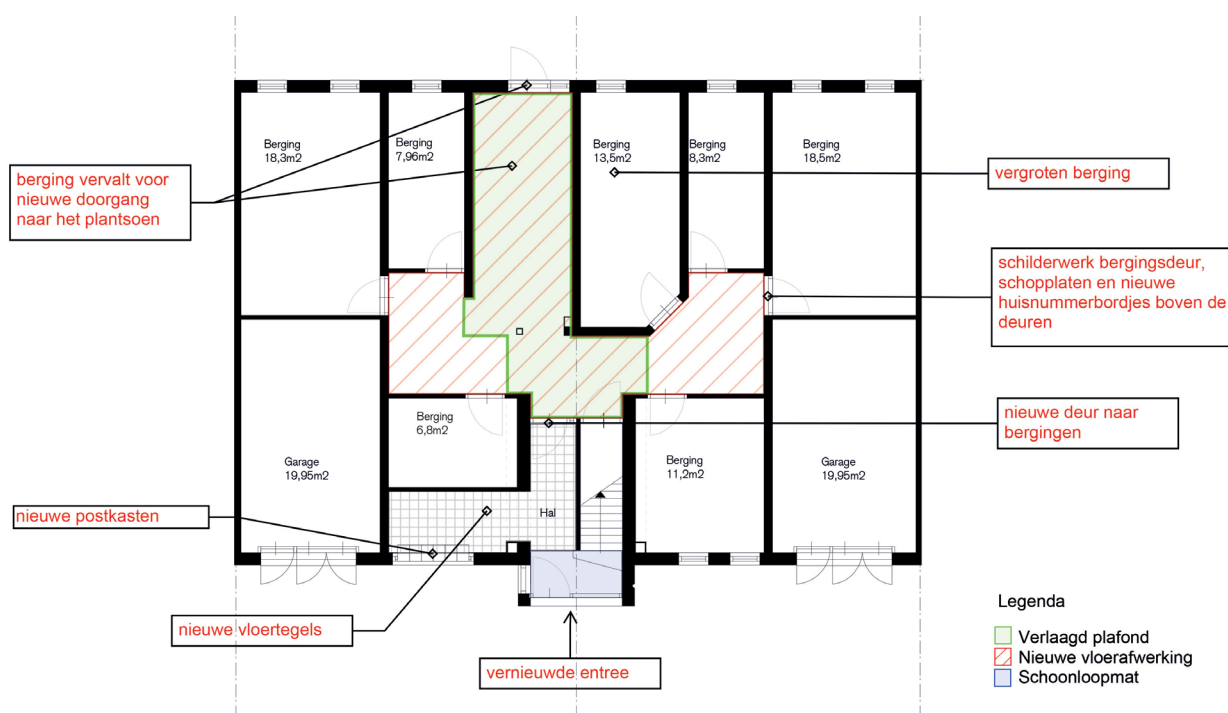 Berging
18,3m2
Berging
7,96m2
Berging
13,5m2
Berging
8,3m2
Berging
18,5m2
berging vervalt voor
nieuwe doorgang
naar het plantsoen
vergroten berging
schilderwerk bergingsdeur,
schopplaten en nieuwe
huisnummerbordjes boven de
deuren
Berging
6,8m2
nieuwe deur naar
bergingen
Garage
19,95m2
Berging
11,2m2
Garage
19,95m2
nieuwe postkasten
Hal
nieuwe vloertegels
vernieuwde entree
Legenda
Verlaagd plafond
Nieuwe vloerafwerking
Schoonloopmat